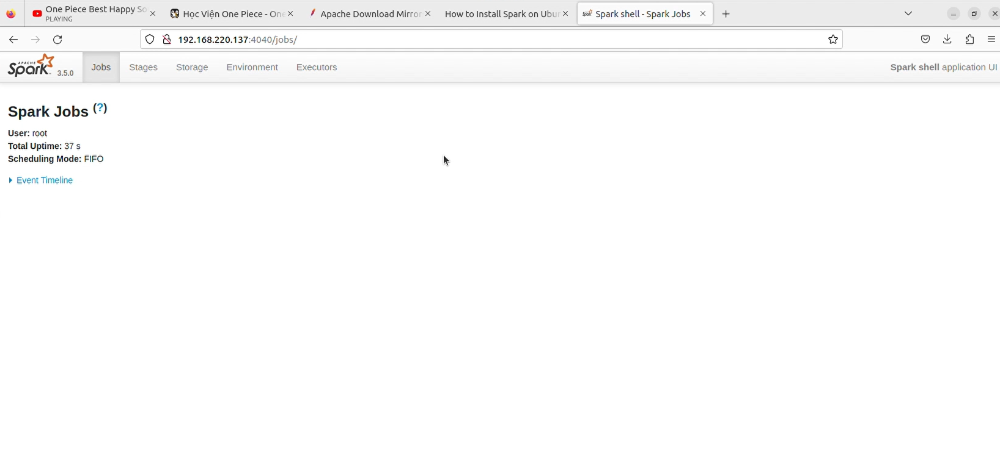 One Piece Best Happy So
PLAYING
Học Viện One Piece - One
Apache Download Mirror
How to Install Spark on Ubu
Spark shell - Spark Jobs
192.168.220.137:4040/jobs/
APACHE
Spark 3.5.0
Jobs
Stages
Storage
Environment
Executors
Spark shell application UI
Spark Jobs (?)
User: root
Total Uptime: 37 s
Scheduling Mode: FIFO
Event Timeline